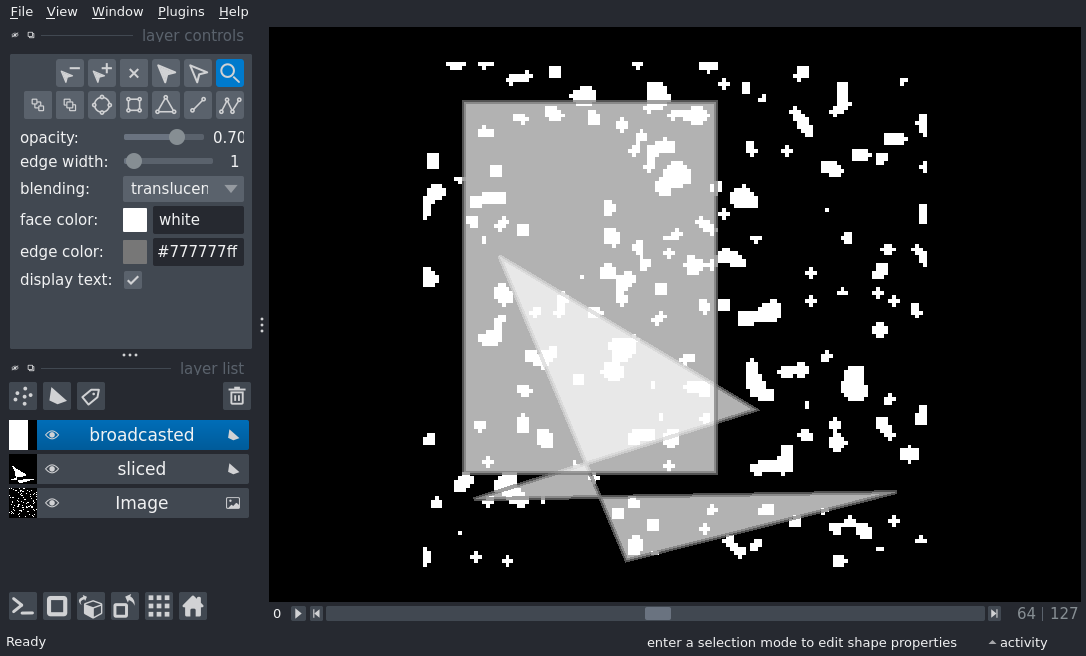 File View Window Plugins Help
layer controls
opacity: 0.70
edge width: 1
blending: translucen
face color: white
edge color: #777777ff
display text:
layer list
broadcasted
sliced
Image
0 64 | 127
Ready enter a selection mode to edit shape properties activity